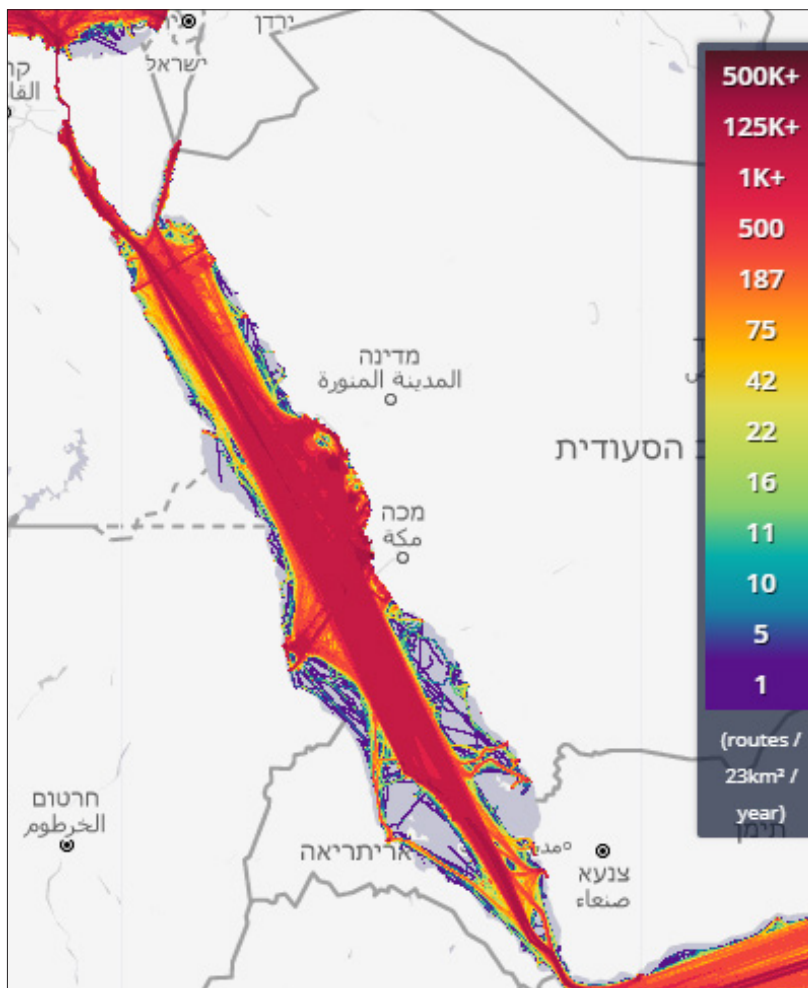 ירדן
ישראל
500K+
125K+
1K+
500
187
75
42
22
16
11
10
5
1
(routes /
23km² /
year)
מדינה
المدينة المنورة
הסעודית
מכה
مكة
חרטום
الخرطوم
אריתריאה
צנעא
صنعاء
תימן